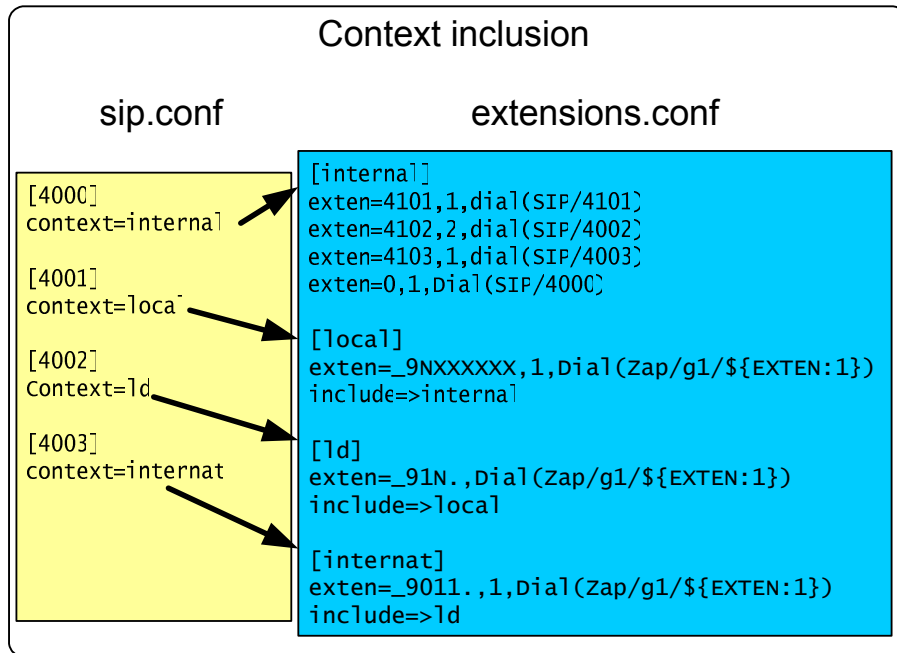 Context inclusion
sip.conf
extensions.conf
[4000]
context=internal
[4001]
context=local
[4002]
Context=ld
[4003]
context=internat
[internal]
exten=4101,1,dial(SIP/4101)
exten=4102,2,dial(SIP/4002)
exten=4103,1,dial(SIP/4003)
exten=0,1,Dial(SIP/4000)
[local]
exten=_9NXXXXXX,1,Dial(Zap/g1/${EXTEN:1})
include=>internal
[ld]
exten=_91N.,Dial(Zap/g1/${EXTEN:1})
include=>local
[internat]
exten=_9011.,1,Dial(Zap/g1/${EXTEN:1})
include=>ld